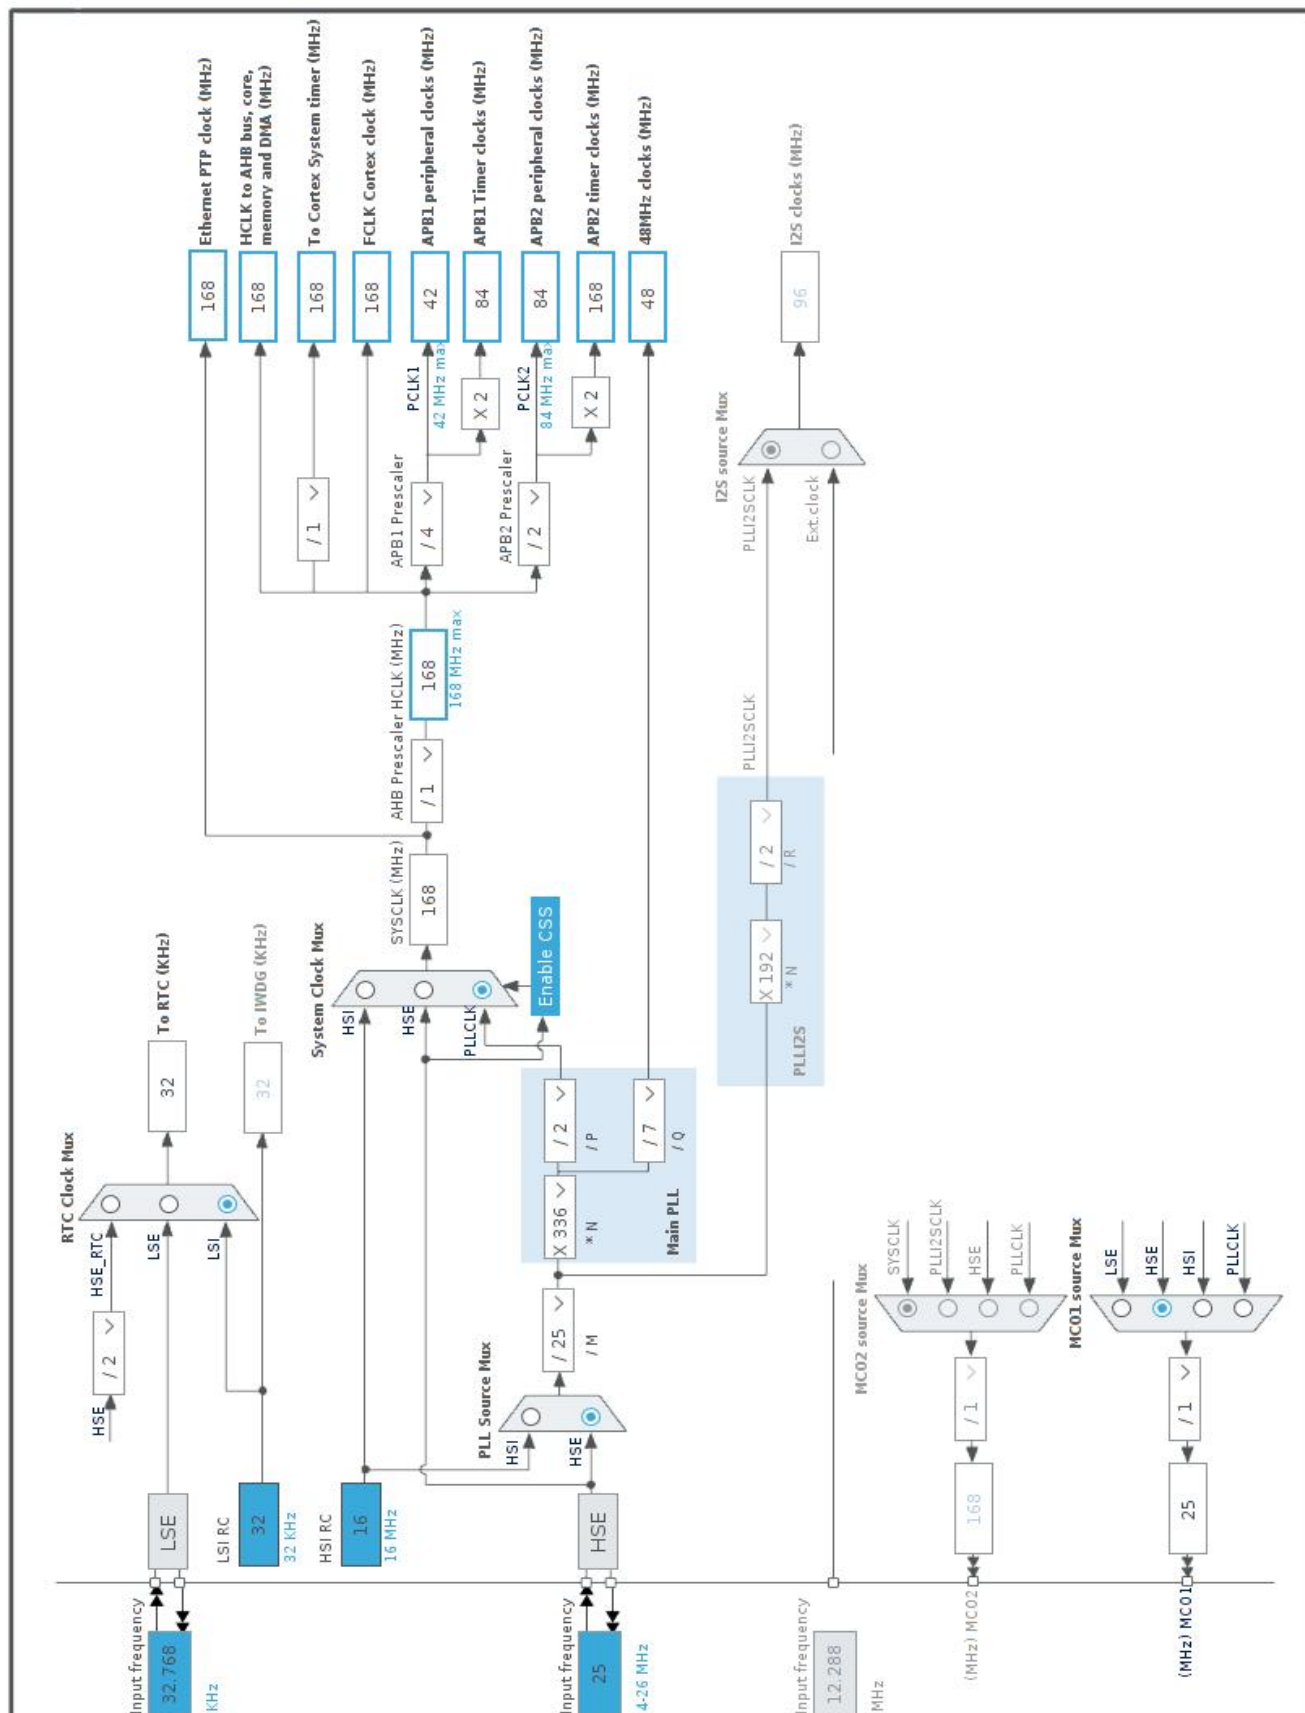 Input frequency
32.768
KHz
LSE
LSI RC
32
32 KHz
HSE
/ 2
HSE_RTC
LSE
LSI
RTC Clock Mux
32
To RTC (KHz)
32
To IWDG (KHz)
HSI RC
16
16 MHz
Input frequency
25
4-26 MHz
HSE
PLL Source Mux
HSI
HSE
/ 25
/ M
X 336
* N
/ 2
/ P
/ 7
/ Q
Main PLL
System Clock Mux
HSI
HSE
PLLCLK
Enable CSS
SYSCLK (MHz)
168
AHB Prescaler
/ 1
HCLK (MHz)
168
168 MHz max
/ 1
APB1 Prescaler
/ 4
PCLK1
42 MHz max
X 2
APB2 Prescaler
/ 2
PCLK2
84 MHz max
X 2
168
Ethernet PTP clock (MHz)
168
HCLK to AHB bus, core,
memory and DMA (MHz)
168
To Cortex System timer (MHz)
168
FCLK Cortex clock (MHz)
42
APB1 peripheral clocks (MHz)
84
APB1 Timer clocks (MHz)
84
APB2 peripheral clocks (MHz)
168
APB2 timer clocks (MHz)
48
48MHz clocks (MHz)
X 192
* N
/ 2
/ R
PLLI2S
PLLI2SCLK
PLLI2SCLK
Ext.clock
I2S source Mux
96
I2S clocks (MHz)
Input frequency
12.288
MHz
MCO2 source Mux
SYSCLK
PLLI2SCLK
HSE
PLLCLK
/ 1
168
(MHz) MCO2
MCO1 source Mux
LSE
HSE
HSI
PLLCLK
/ 1
25
(MHz) MCO1